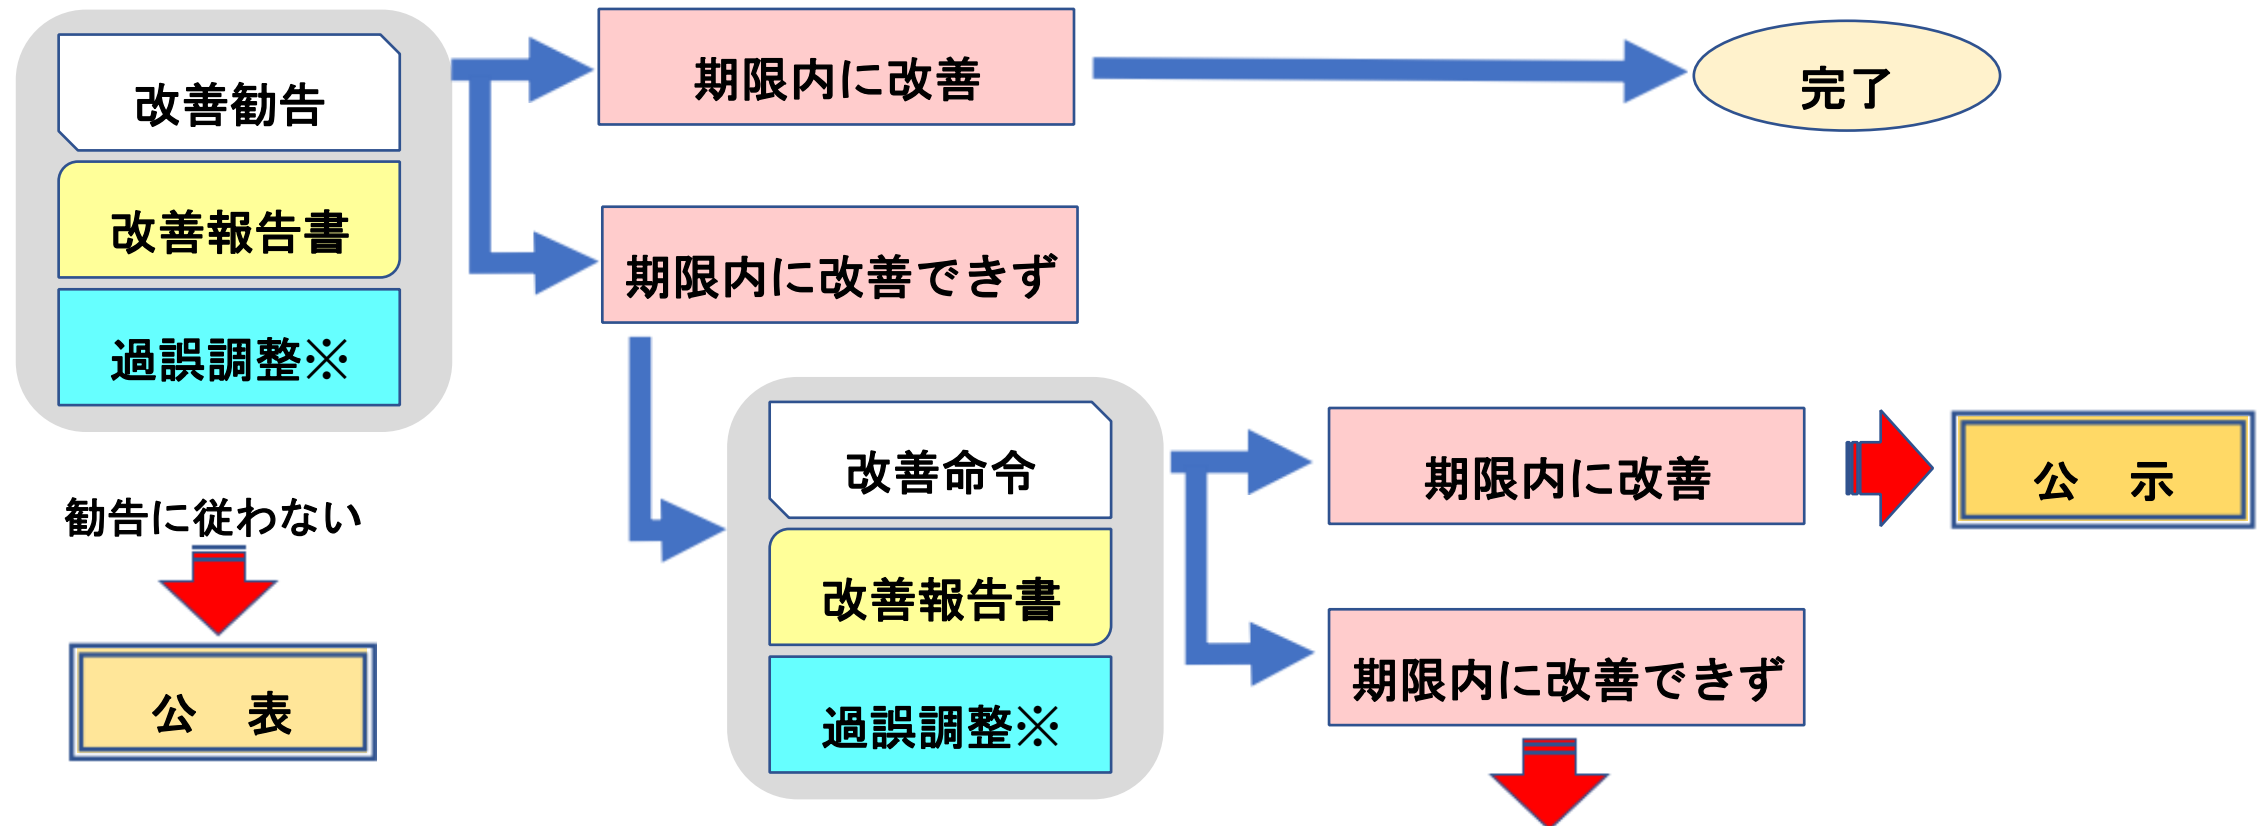 改善勧告
改善報告書
過誤調整※
期限内に改善
完了
期限内に改善できず
勧告に従わない
公　表
改善命令
改善報告書
過誤調整※
期限内に改善
公　示
期限内に改善できず